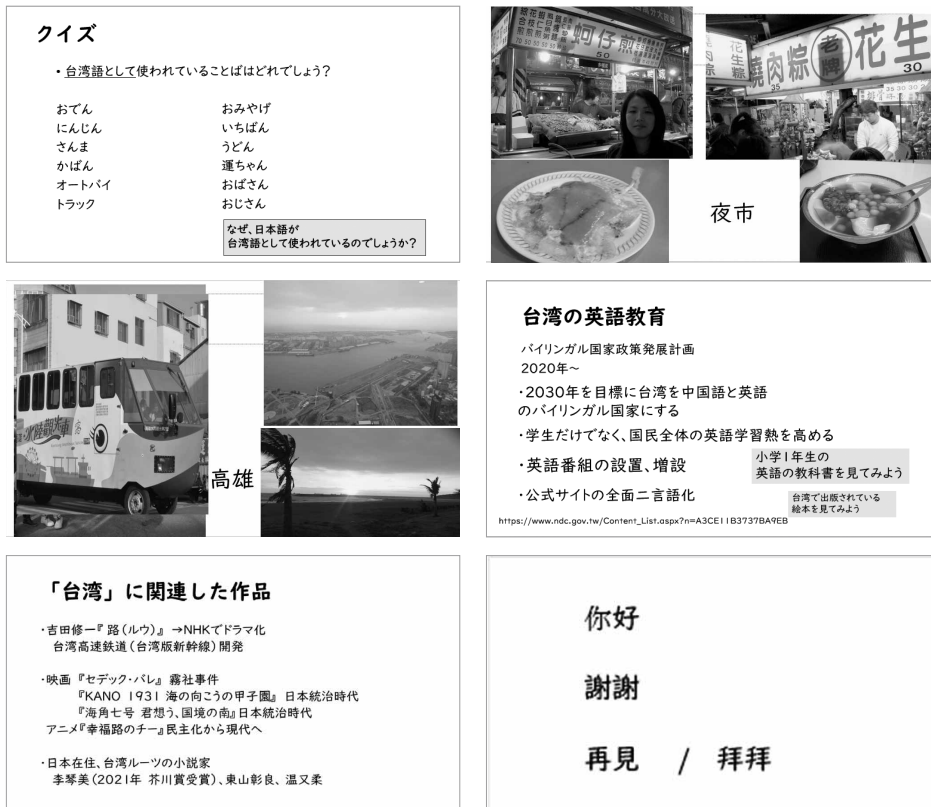 クイズ
・台湾語として使われていることばはどれでしょう?
おでん
にんじん
さんま
かばん
オートバイ
トラック
おみやげ
いちばん
うどん
運ちゃん
おばさん
おじさん
なぜ、日本語が
台湾語として使われているのでしょうか?
蚵仔煎
50
花生
燒肉粽
35
老牌
花生
30
夜市
水陸觀光車
高雄
台湾の英語教育
バイリンガル国家政策発展計画
2020年~
・2030年を目標に台湾を中国語と英語
のバイリンガル国家にする
・学生だけでなく、国民全体の英語学習熱を高める
・英語番組の設置、増設
・公式サイトの全面二言語化
小学1年生の
英語の教科書を見てみよう
台湾で出版されている
絵本を見てみよう
https://www.ndc.gov.tw/Content_List.aspx?n=A3CE11B3737BA9EB
「台湾」に関連した作品
・吉田修一『 路(ルウ)』 →NHKでドラマ化
台湾高速鉄道(台湾版新幹線)開発
・映画 『セデック・バレ』 霧社事件
『KANO 1931 海の向こうの甲子園』 日本統治時代
『海角七号 君想う、国境の南』日本統治時代
アニメ『幸福路のチー』民主化から現代へ
・日本在住、台湾ルーツの小説家
李琴美(2021年 芥川賞受賞)、東山彰良、温又柔
你好
謝謝
再見 / 拜拜